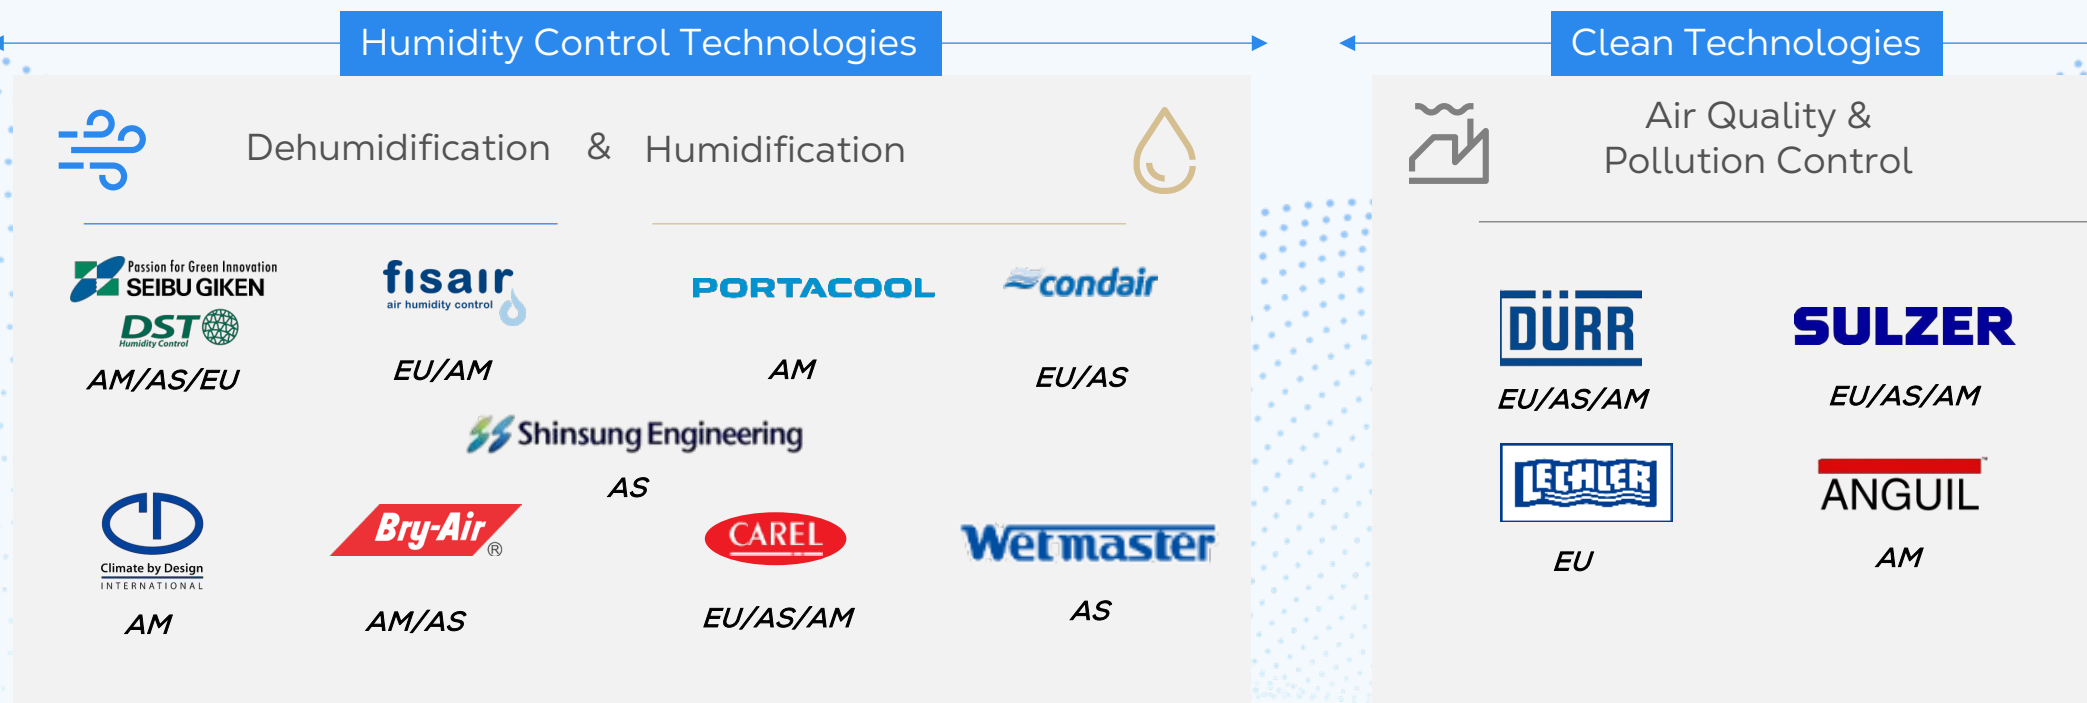 Humidity Control Technologies
Dehumidification & Humidification
Passion for Green Innovation
SEIBU GIKEN
DST
Humidity Control
AM/AS/EU
fisair
air humidity control
EU/AM
PORTACOOL
AM
condair
EU/AS
Shinsung Engineering
AS
Climate by Design
INTERNATIONAL
AM
Bry-Air®
AM/AS
CAREL
EU/AS/AM
Wetmaster
AS
Clean Technologies
Air Quality &
Pollution Control
DÜRR
EU/AS/AM
SULZER
EU/AS/AM
LECHLER
EU
ANGUIL™
AM